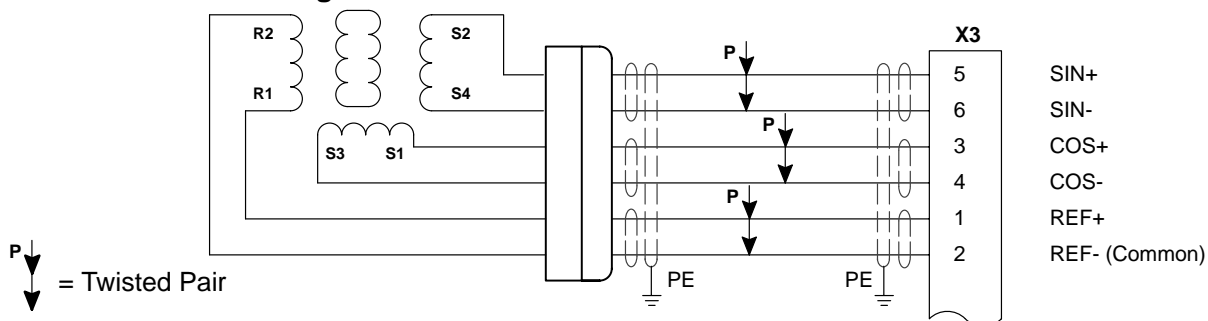 R2
S2
X3
P
5 SIN+
R1
S4
6 SIN-
P
S3 S1
3 COS+
4 COS-
P
1 REF+
P
2 REF- (Common)
= Twisted Pair
PE
PE